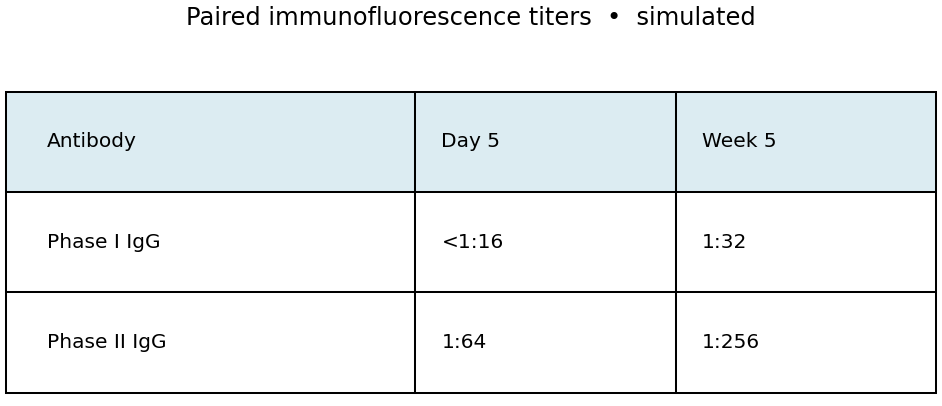 Paired immunofluorescence titers • simulated
Antibody Day 5 Week 5
Phase I IgG <1:16 1:32
Phase II IgG 1:64 1:256